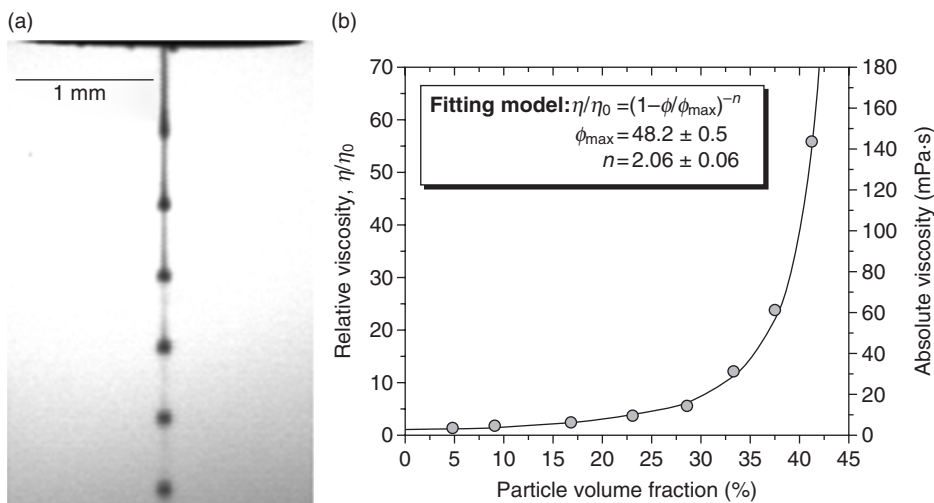 (a)
1 mm
(b)
Relative viscosity, η/η0
70
60
50
40
30
20
10
0
Fitting model: η/η0 =(1−ϕ/ϕmax)−n
ϕmax = 48.2 ± 0.5
n = 2.06 ± 0.06
180
160
140
120
100
80
60
40
20
0
Absolute viscosity (mPa·s)
0 5 10 15 20 25 30 35 40 45
Particle volume fraction (%)